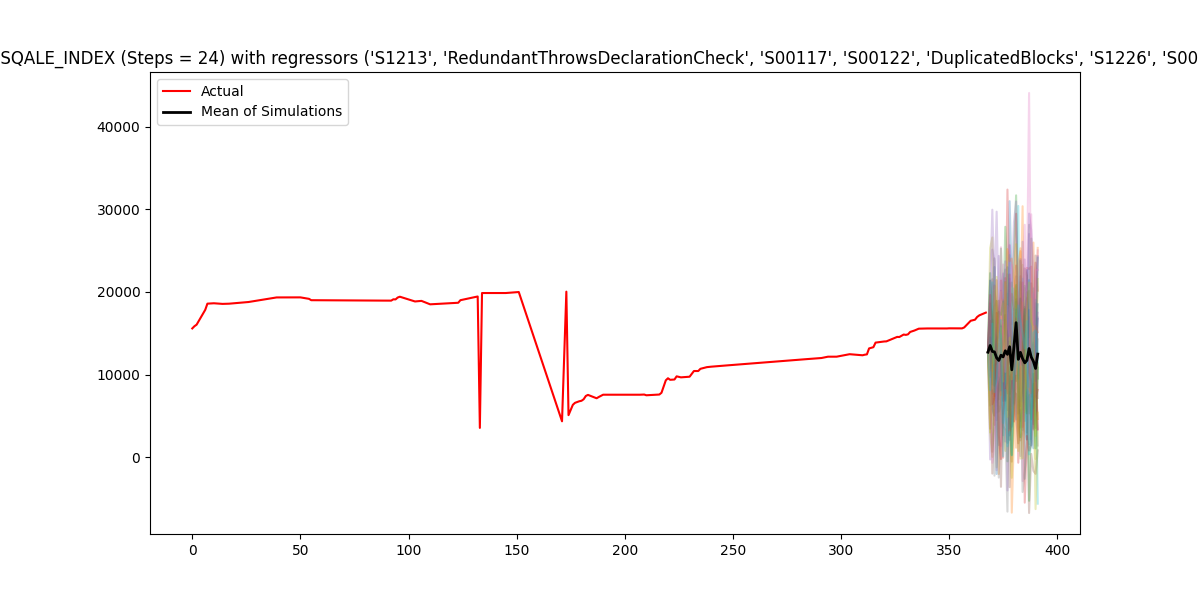 SQALE_INDEX (Steps = 24) with regressors ('S1213', 'RedundantThrowsDeclarationCheck', 'S00117', 'S00122', 'DuplicatedBlocks', 'S1226', 'S00
Actual
Mean of Simulations
40000
30000
20000
10000
0
0 50 100 150 200 250 300 350 400